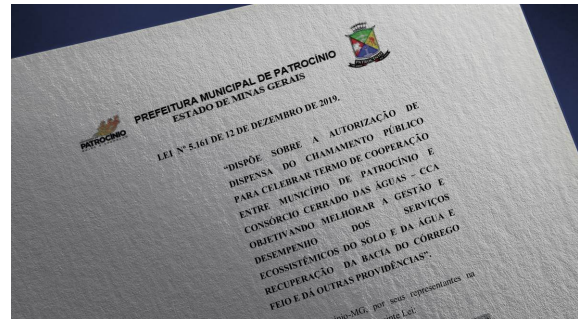 PREFEITURA MUNICIPAL DE PATROCÍNIO
ESTADO DE MINAS GERAIS
PATROCÍNIO
LEI Nº 5.161 DE 12 DE DEZEMBRO DE 2019.
"DISPÕE SOBRE A AUTORIZAÇÃO DE
DISPENSA DO CHAMAMENTO PÚBLICO
PARA CELEBRAR TERMO DE COOPERAÇÃO
ENTRE MUNICÍPIO DE PATROCÍNIO E
CONSÓRCIO CERRADO DAS ÁGUAS – CCA
OBJETIVANDO MELHORAR A GESTÃO E
DESEMPENHO DOS SERVIÇOS
ECOSSISTÊMICOS DO SOLO E DA ÁGUA E
RECUPERAÇÃO DA BACIA DO CÓRREGO
FEIO E DÁ OUTRAS PROVIDÊNCIAS".
por seus representantes na
Lei: